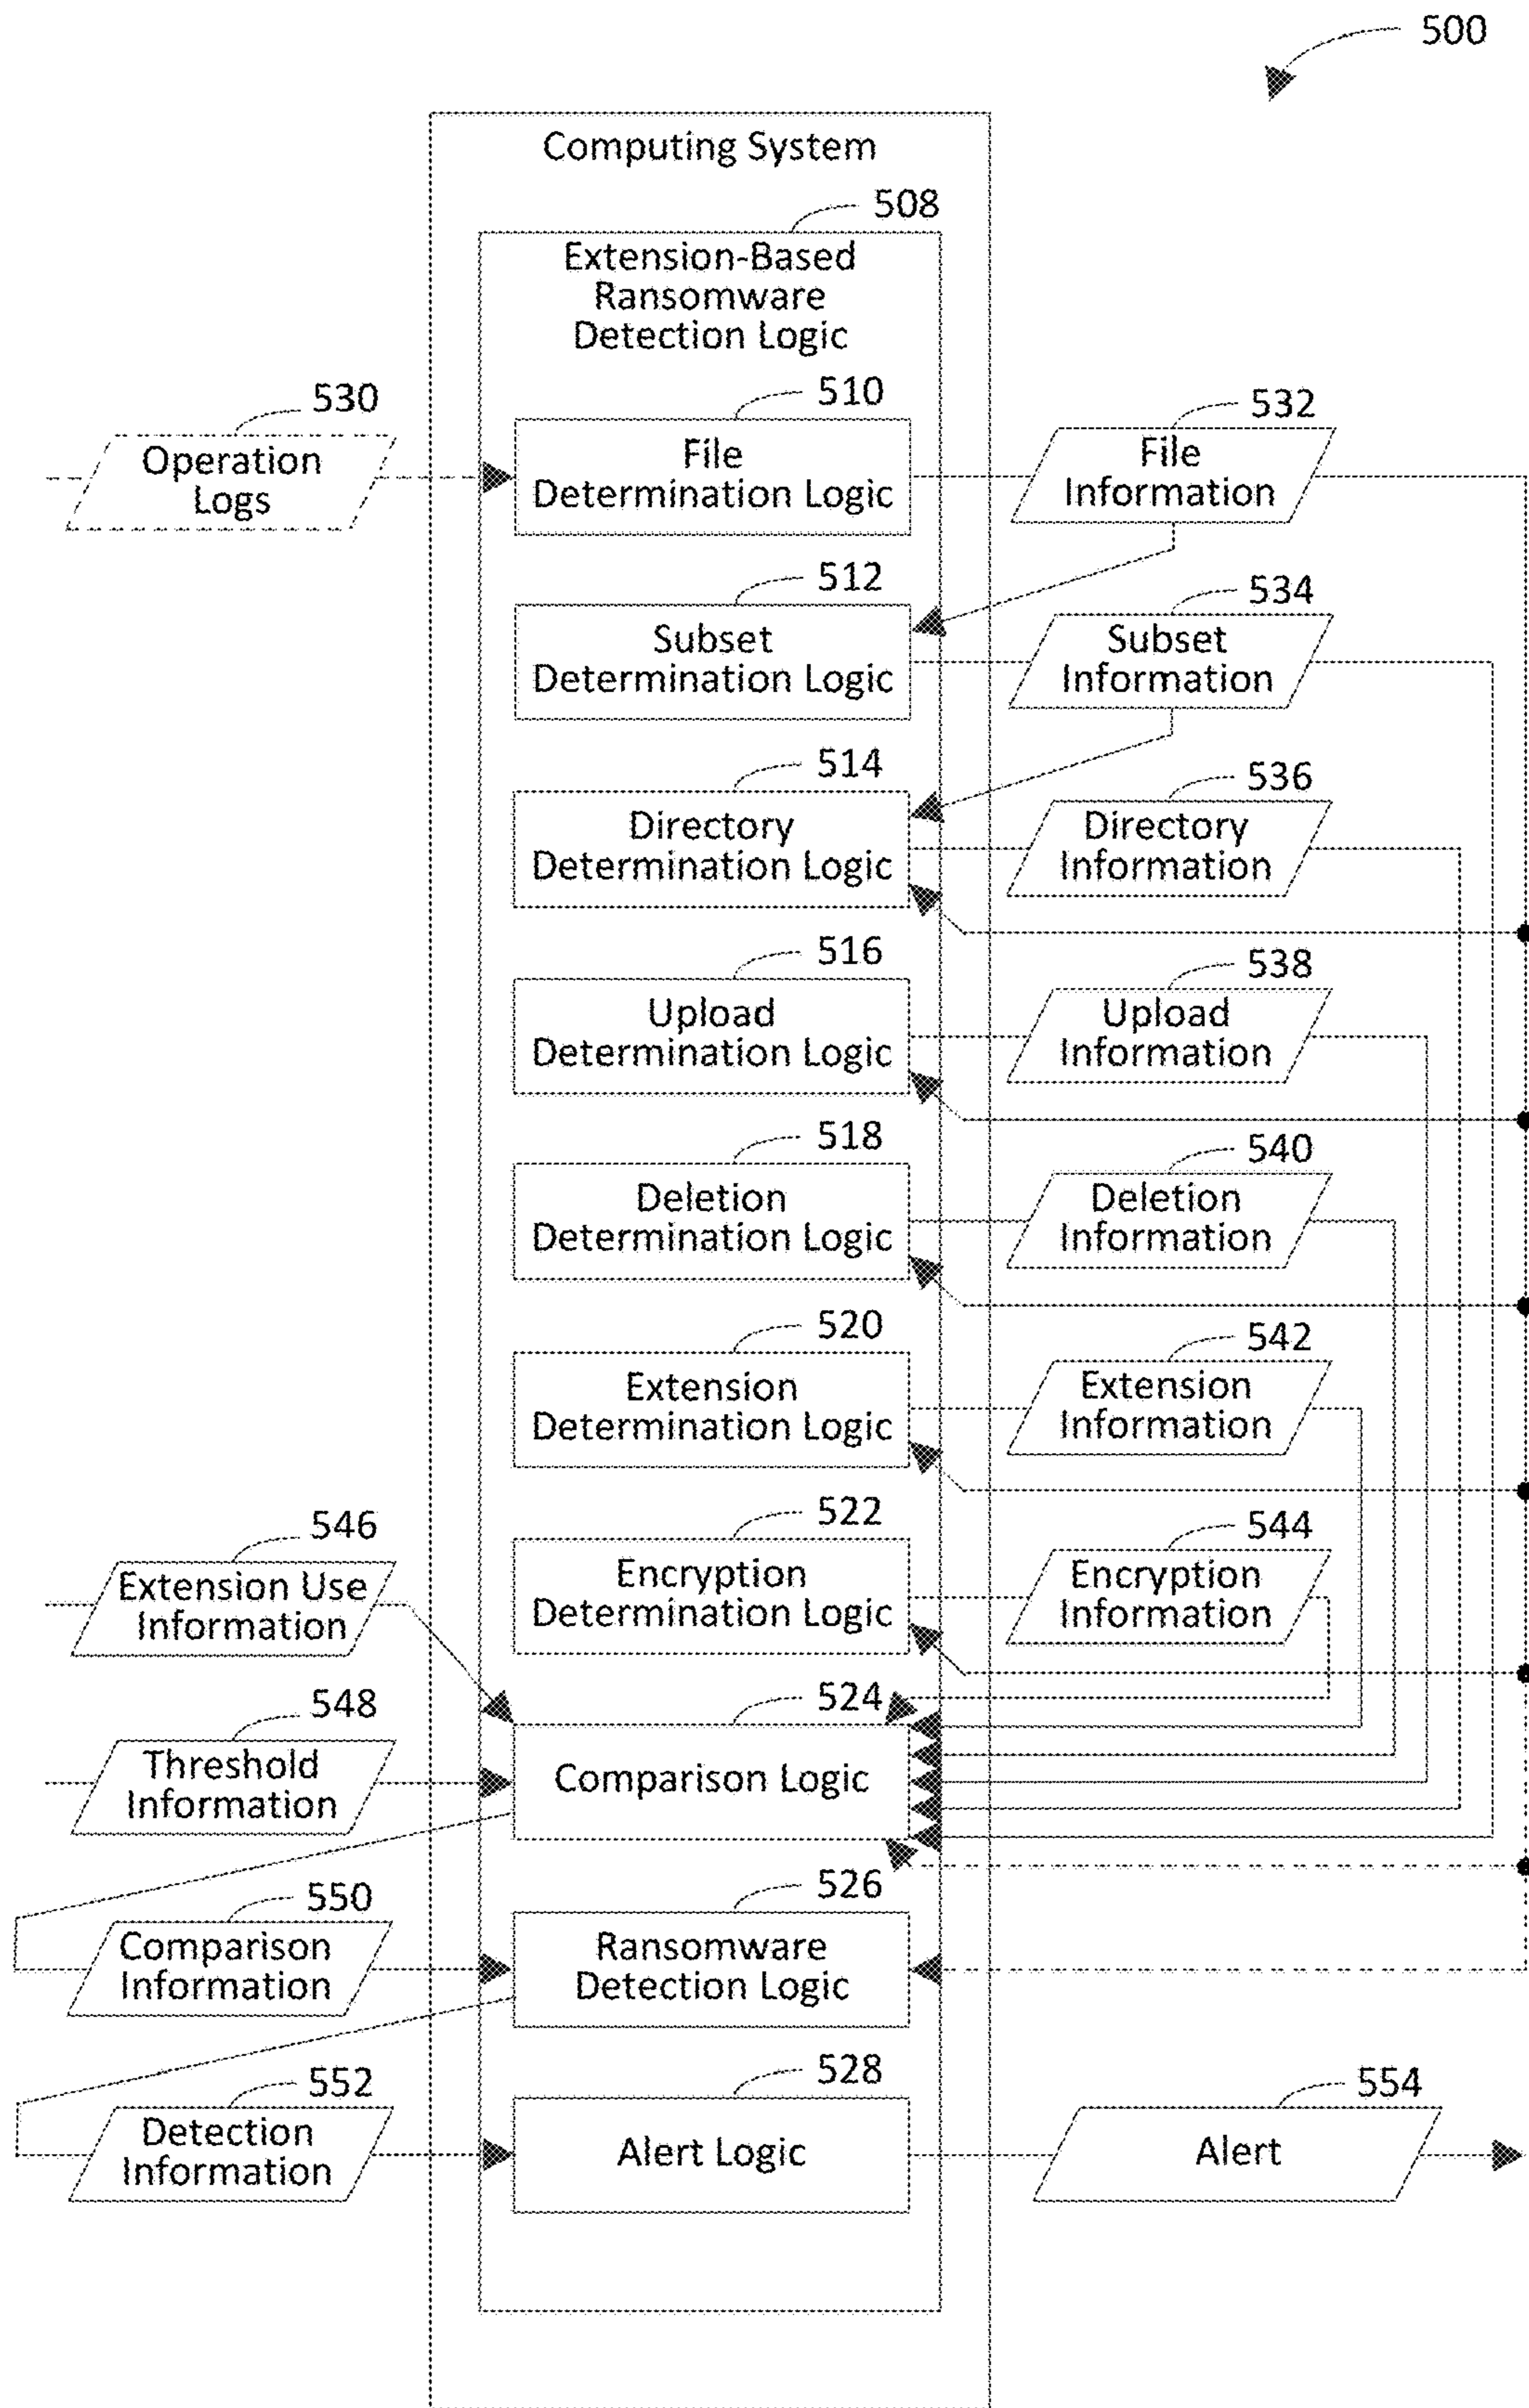 500
Computing System
508
Extension-Based
Ransomware
Detection Logic
530
Operation
Logs
510
File
Determination Logic
532
File
Information
512
Subset
Determination Logic
534
Subset
Information
514
Directory
Determination Logic
536
Directory
Information
516
Upload
Determination Logic
538
Upload
Information
518
Deletion
Determination Logic
540
Deletion
Information
520
Extension
Determination Logic
542
Extension
Information
546
Extension Use
Information
522
Encryption
Determination Logic
544
Encryption
Information
548
Threshold
Information
524
Comparison Logic
550
Comparison
Information
526
Ransomware
Detection Logic
552
Detection
Information
528
Alert Logic
554
Alert